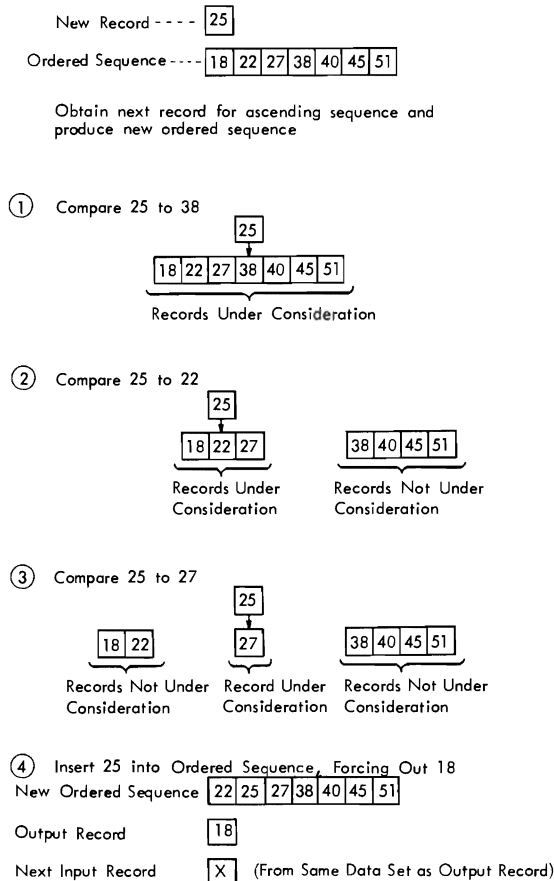 New Record ---- 25
Ordered Sequence ---- 18 22 27 38 40 45 51
Obtain next record for ascending sequence and
produce new ordered sequence
1 Compare 25 to 38
25
18 22 27 38 40 45 51
Records Under Consideration
2 Compare 25 to 22
25
18 22 27 38 40 45 51
Records Under Records Not Under
Consideration Consideration
3 Compare 25 to 27
25
18 22 27 38 40 45 51
Records Not Under Record Under Records Not Under
Consideration Consideration Consideration
4 Insert 25 into Ordered Sequence, Forcing Out 18
New Ordered Sequence 22 25 27 38 40 45 51
Output Record 18
Next Input Record X (From Same Data Set as Output Record)